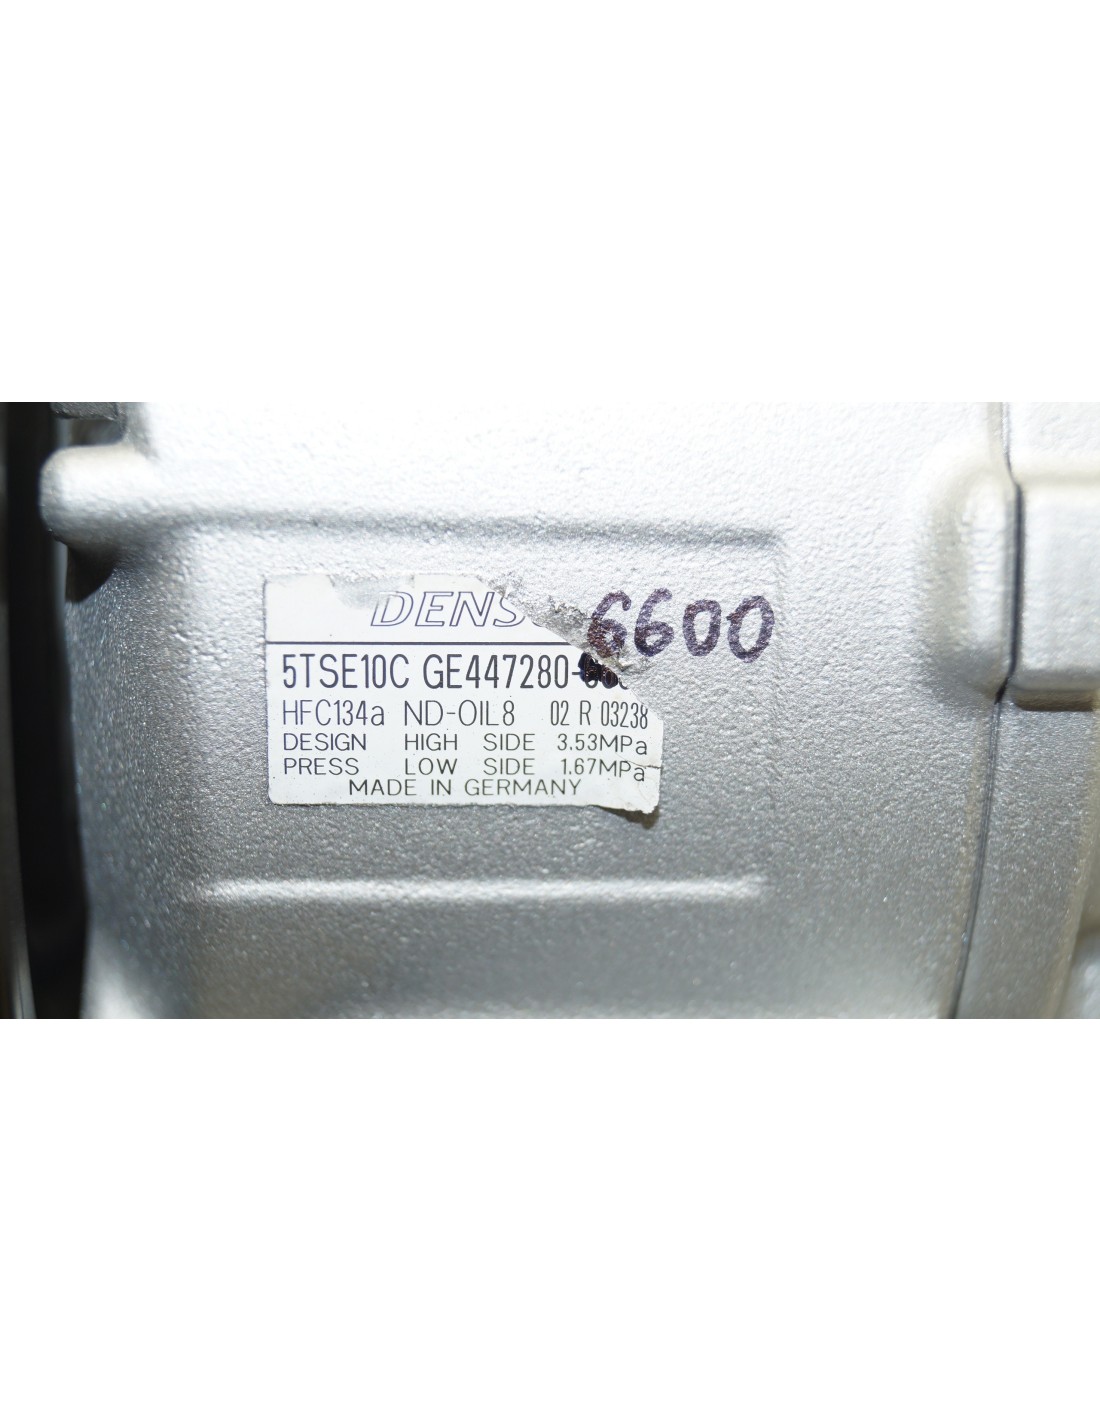 DENS
6600
5TSE10C GE447280-
HFC134a ND-OIL8 02 R 03238
DESIGN HIGH SIDE 3.53MPa
PRESS LOW SIDE 1.67MPa
MADE IN GERMANY